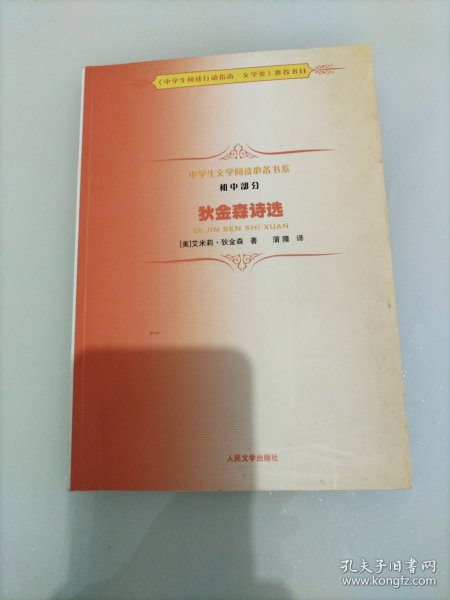 《中学生阅读行动指南·文学类》推荐书目
中学生文学阅读必备书系
初中部分
狄金森诗选
DI JIN SEN SHI XUAN
[美]艾米莉·狄金森 著 蒲隆 译
人民文学出版社
孔夫子旧书网
www.kongfz.com